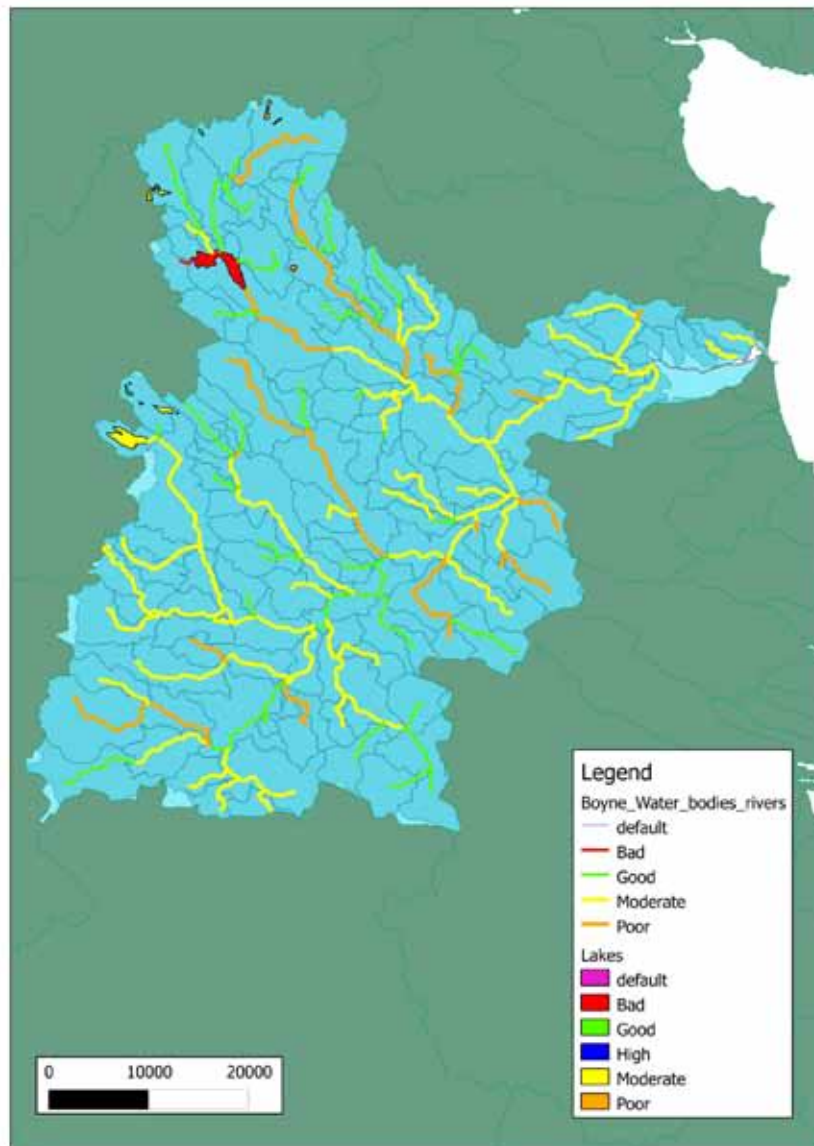 Legend
Boyne_Water_bodies_rivers
default
Bad
Good
Moderate
Poor
Lakes
default
Bad
Good
High
Moderate
Poor
0 10000 20000